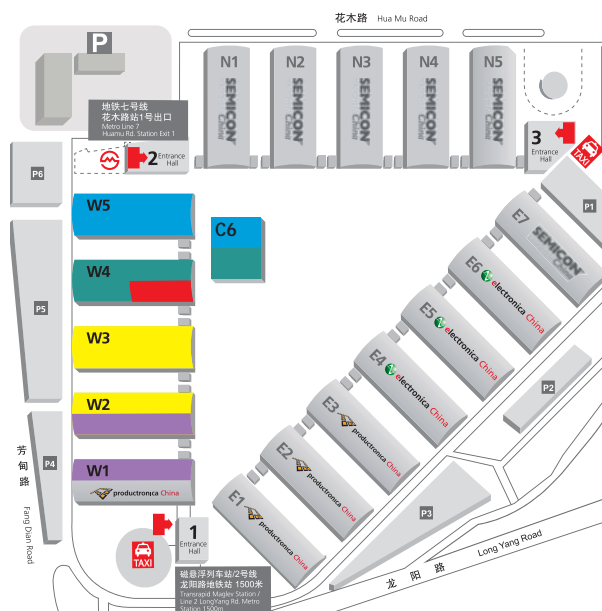 花木路 Hua Mu Road
P
N1
SEMICON
China
N2
SEMICON
China
N3
SEMICON
China
N4
SEMICON
China
N5
SEMICON
China
地铁七号线
花木路站1号出口
Metro Line 7
Huamu Rd. Station Exit 1
2 Entrance
Hall
3
Entrance
Hall
TAXI
P6
P1
W5
C6
E7
SEMICON
China
W4
E6
electronica China
P5
E5
electronica China
W3
E4
electronica China
P2
W2
E3
productronica China
芳甸路
Fang Dian Road
P4
W1
productronica China
E2
productronica China
E1
productronica China
P3
1
Entrance
Hall
TAXI
龙阳路 Long Yang Road
磁悬浮列车站/2号线
龙阳路地铁站 1500米
Transrapid Maglev Station /
Line 2 LongYang Rd. Metro
Station 1500m